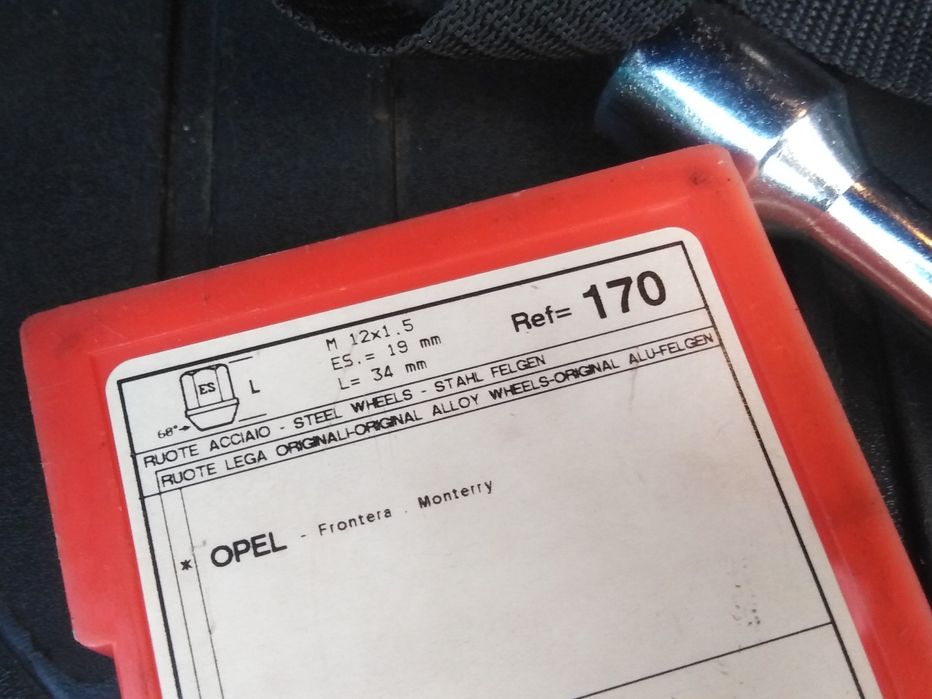 M 12x1.5
ES.= 19 mm
L= 34 mm
Ref= 170
ES
L
60°
RUOTE ACCIAIO - STEEL WHEELS - STAHL FELGEN
RUOTE LEGA ORIGINALI-ORIGINAL ALLOY WHEELS-ORIGINAL ALU-FELGEN
* OPEL - Frontera . Monterry